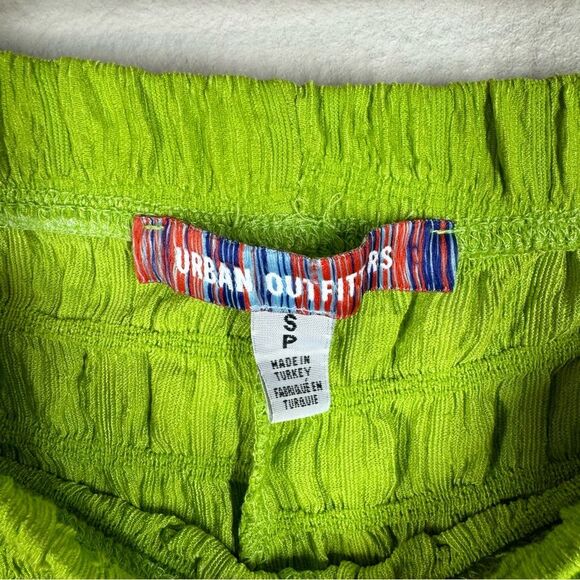 URBAN OUTFITTERS
S
P
MADE IN
TURKEY
FABRIQUÉ EN
TURQUIE